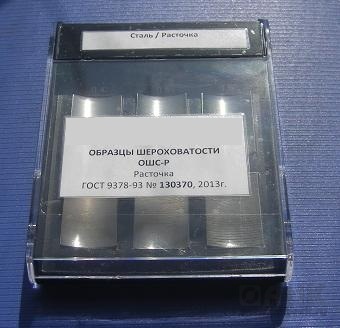 Сталь / Расточка
ОБРАЗЦЫ ШЕРОХОВАТОСТИ
ОШС-Р
Расточка
ГОСТ 9378-93 № 130370, 2013г.